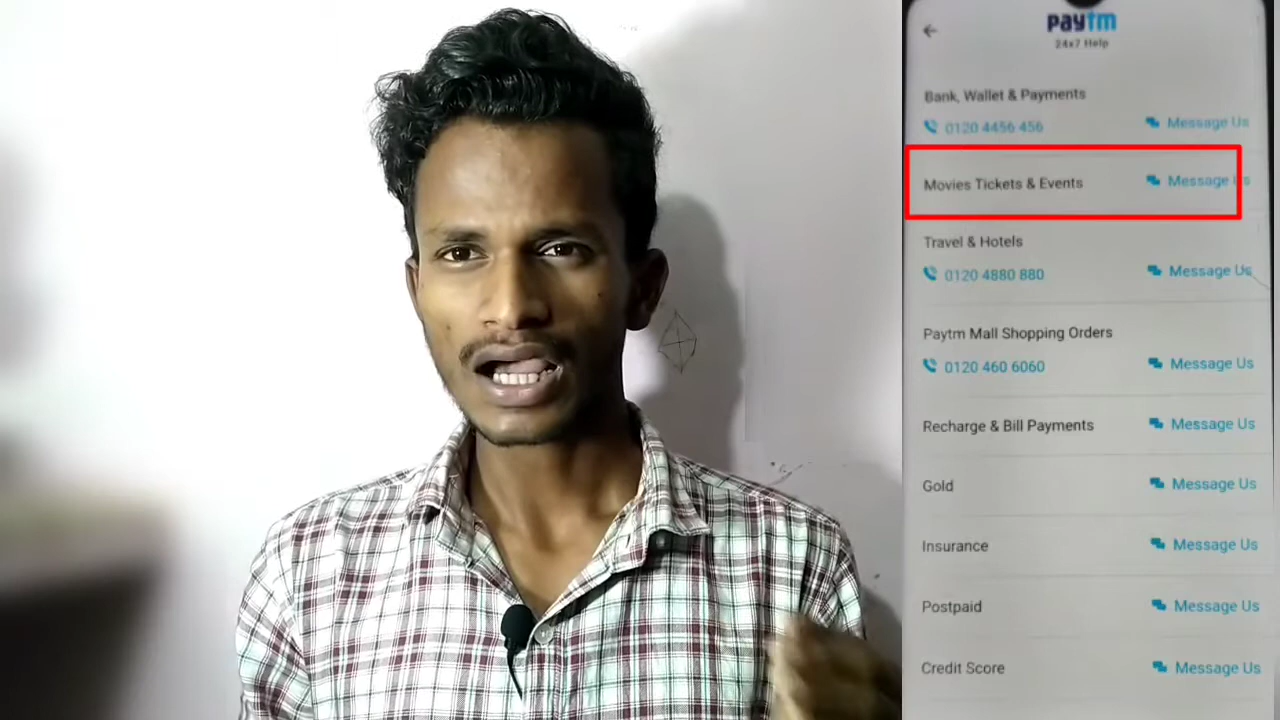 paytm
24x7 Help
Bank, Wallet & Payments
0120 4456 456 Message Us
Movies Tickets & Events Message Us
Travel & Hotels
0120 4880 880 Message Us
Paytm Mall Shopping Orders
0120 460 6060 Message Us
Recharge & Bill Payments Message Us
Gold Message Us
Insurance Message Us
Postpaid Message Us
Credit Score Message Us